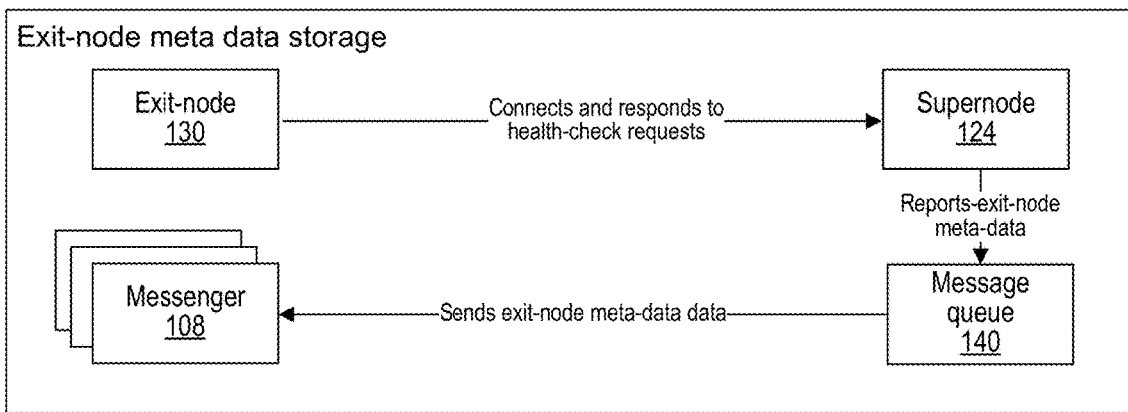 Exit-node meta data storage
Exit-node
130
Connects and responds to
health-check requests
Supernode
124
Reports-exit-node
meta-data
Messenger
108
Sends exit-node meta-data data
Message
queue
140